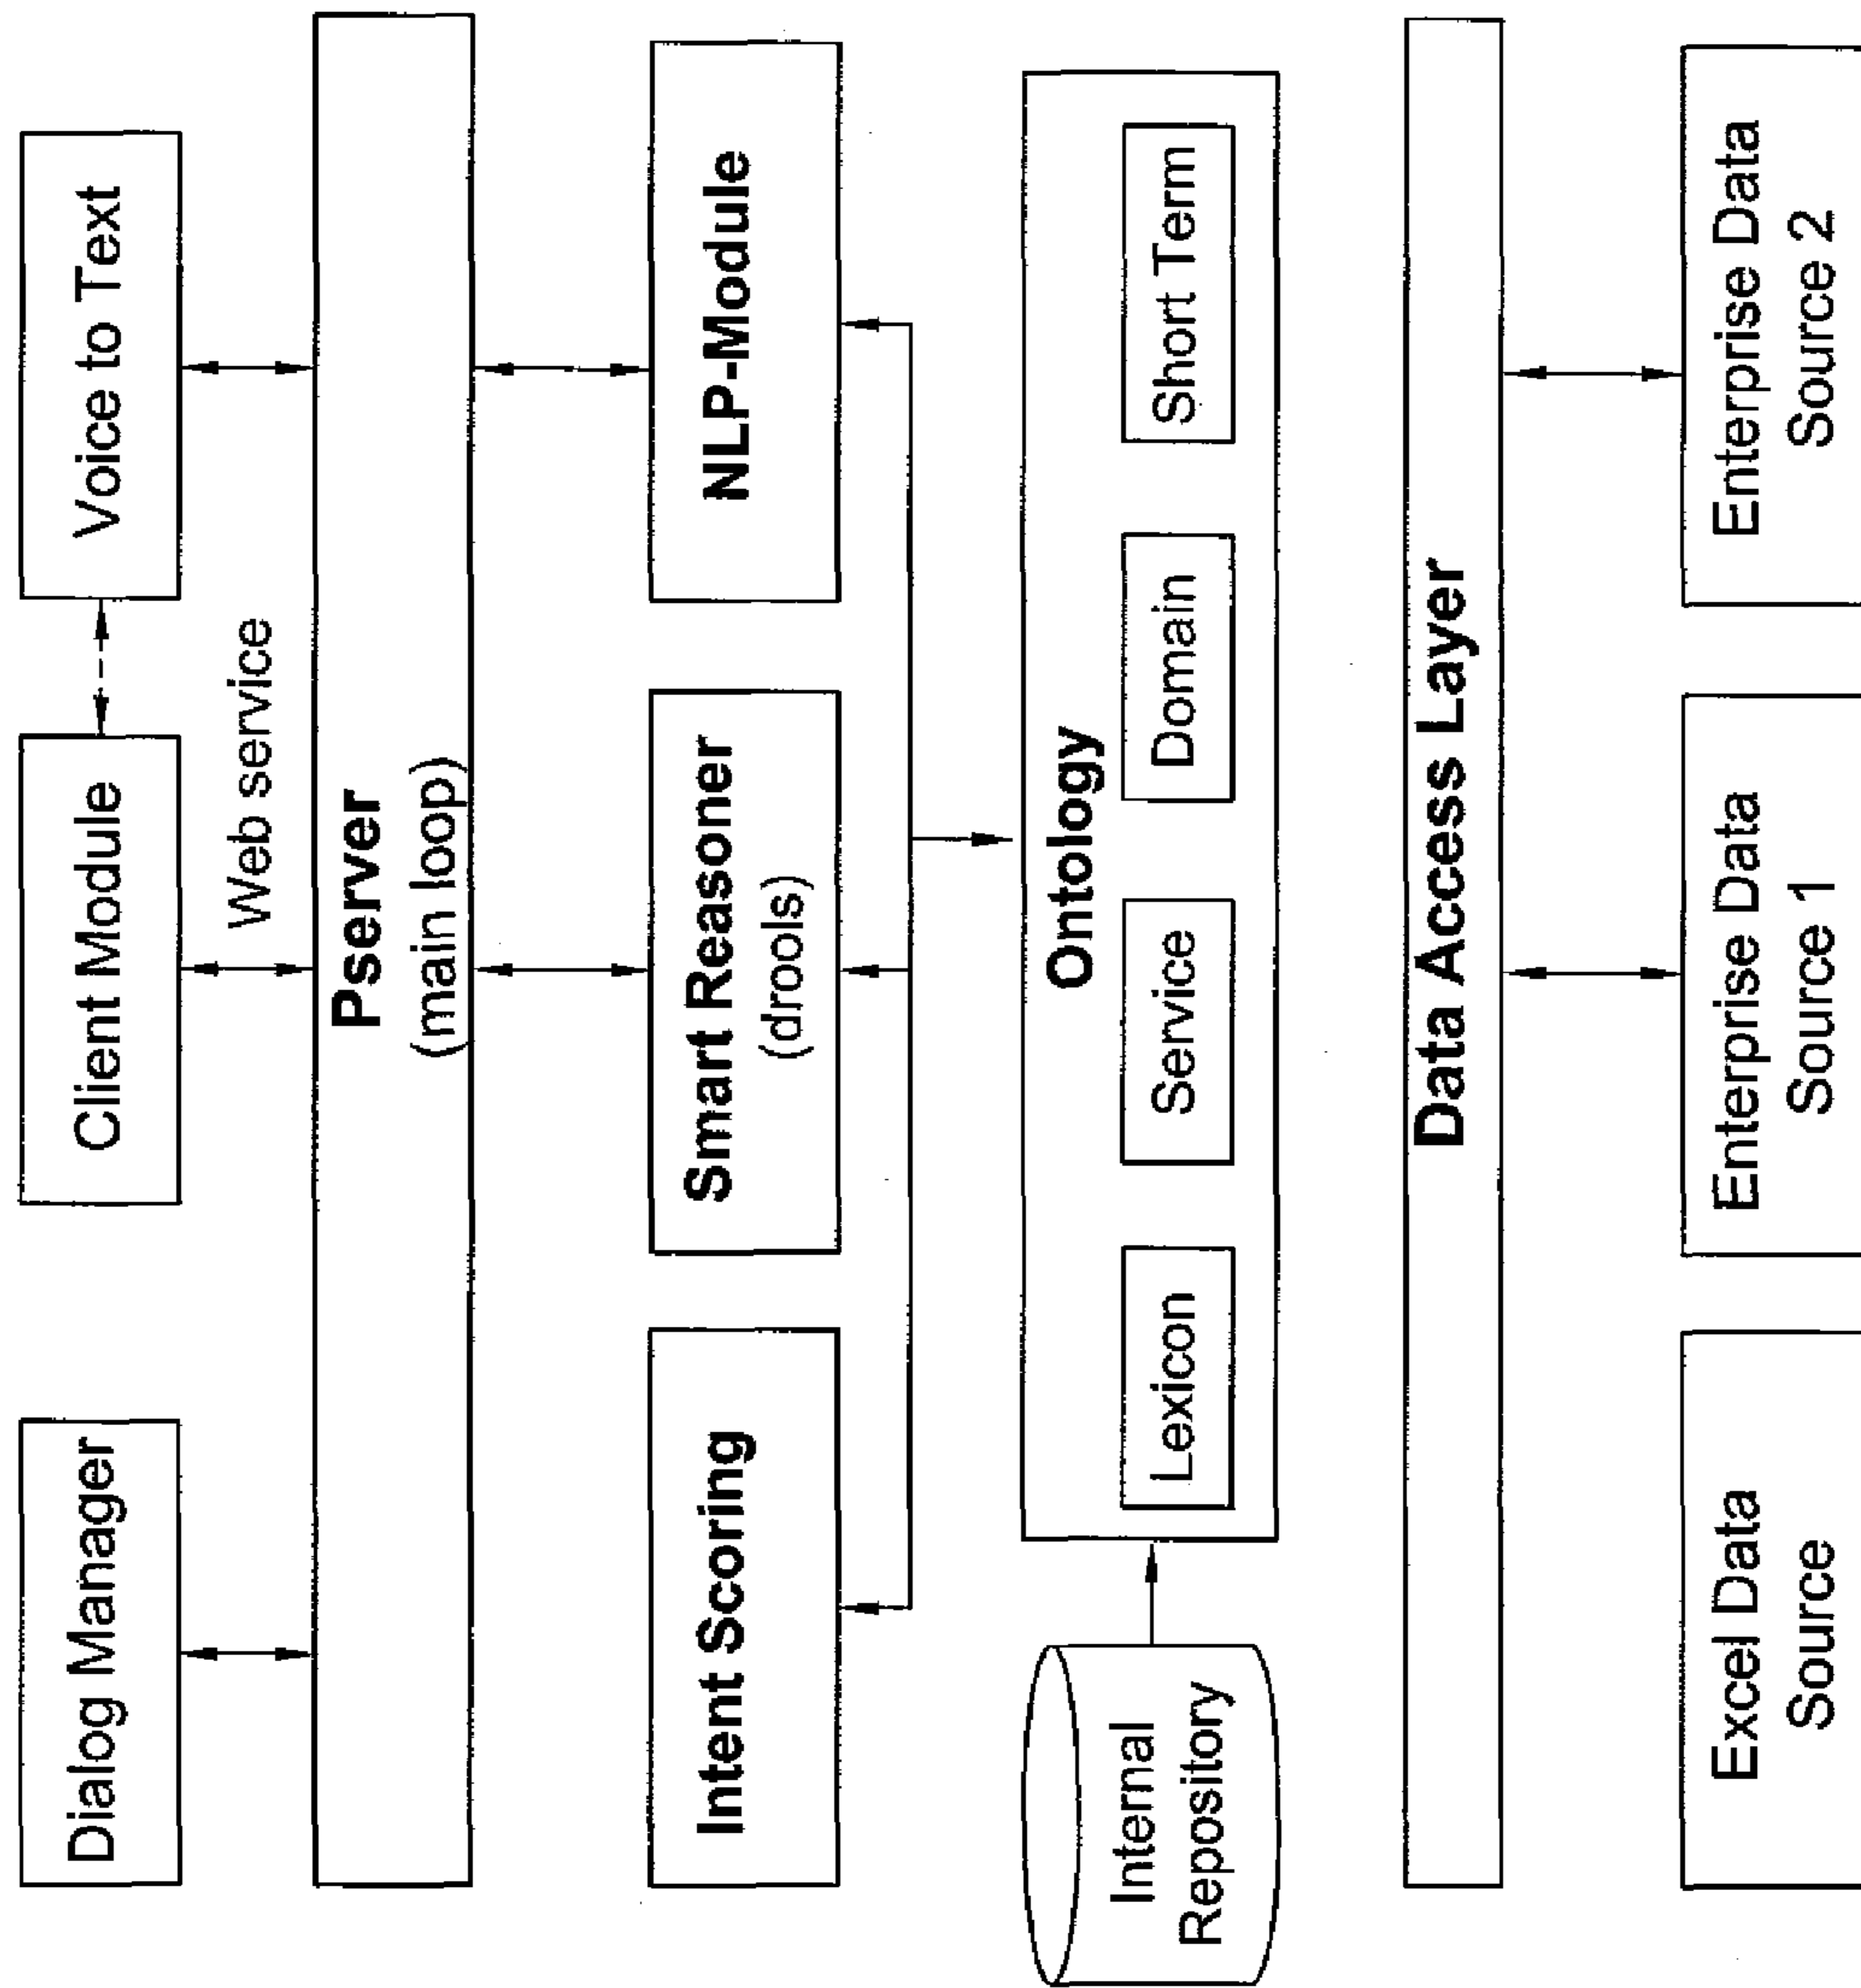 Dialog Manager
Client Module
Voice to Text
Web service
Pserver
(main loop)
Intent Scoring
Smart Reasoner
(drools)
NLP-Module
Internal
Repository
Ontology
Lexicon
Service
Domain
Short Term
Data Access Layer
Excel Data
Source
Enterprise Data
Source 1
Enterprise Data
Source 2